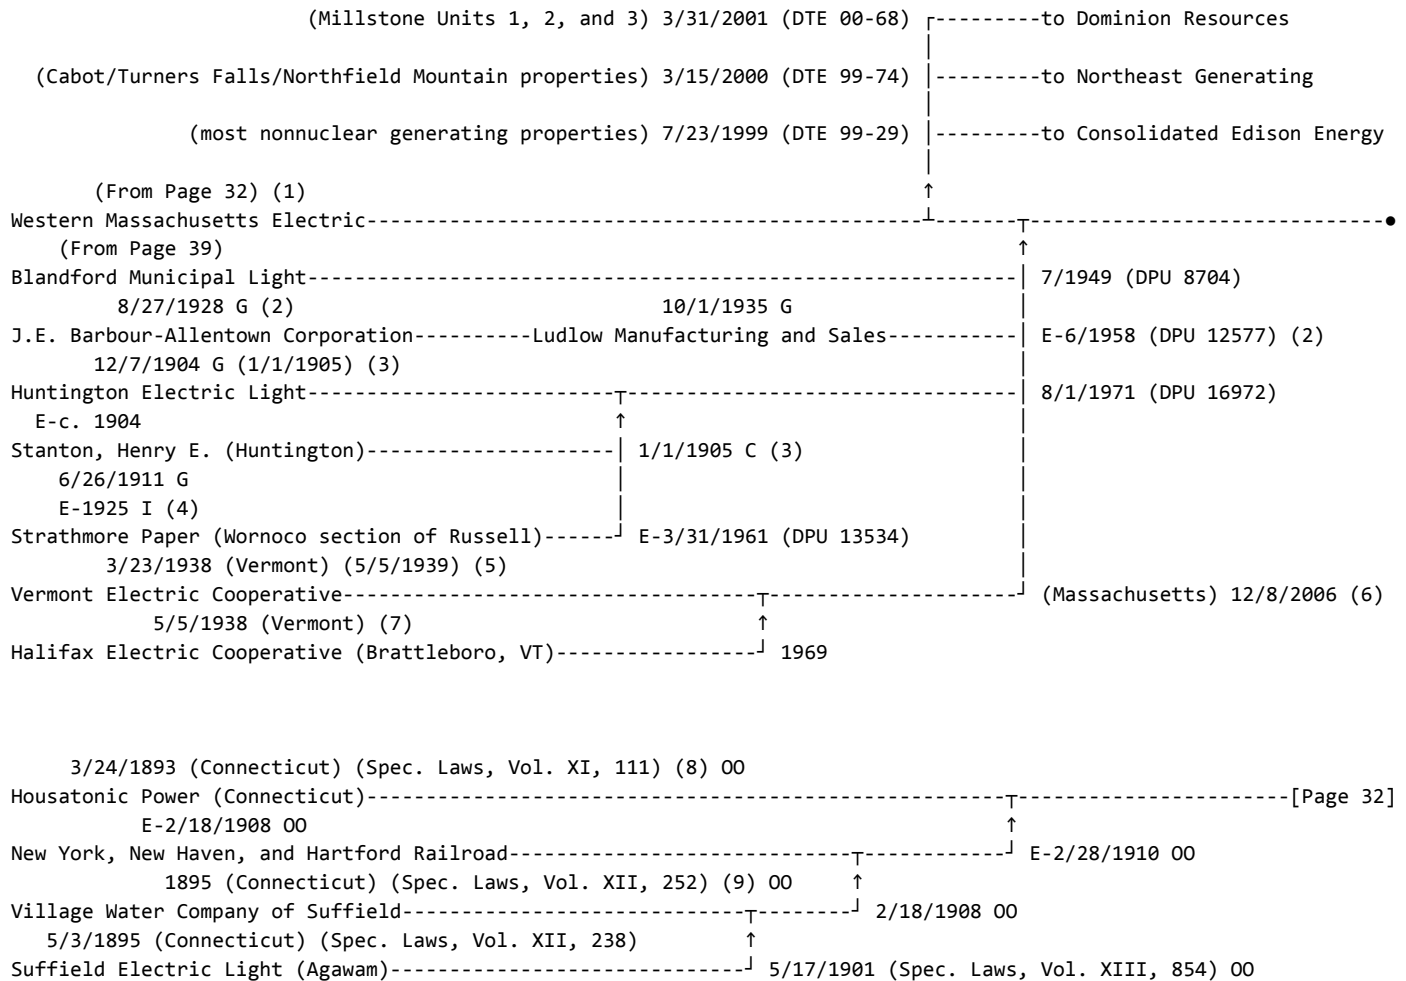 (Millstone Units 1, 2, and 3) 3/31/2001 (DTE 00-68) ┌---------to Dominion Resources
(Cabot/Turners Falls/Northfield Mountain properties) 3/15/2000 (DTE 99-74) │---------to Northeast Generating
(most nonnuclear generating properties) 7/23/1999 (DTE 99-29) │---------to Consolidated Edison Energy
(From Page 32) (1) ↑
Western Massachusetts Electric------------------------------------------------┴-------┬-------------------------------●
(From Page 39) ↑
Blandford Municipal Light------------------------------------------------------------│ 7/1949 (DPU 8704)
8/27/1928 G (2) 10/1/1935 G
J.E. Barbour-Allentown Corporation----------Ludlow Manufacturing and Sales-----------│ E-6/1958 (DPU 12577) (2)
12/7/1904 G (1/1/1905) (3)
Huntington Electric Light--------------------------┬---------------------------------│ 8/1/1971 (DPU 16972)
E-c. 1904 ↑
Stanton, Henry E. (Huntington)---------------------│ 1/1/1905 C (3)
6/26/1911 G
E-1925 I (4)
Strathmore Paper (Wornoco section of Russell)------┘ E-3/31/1961 (DPU 13534)
3/23/1938 (Vermont) (5/5/1939) (5)
Vermont Electric Cooperative-----------------------------------┬---------------------┘ (Massachusetts) 12/8/2006 (6)
5/5/1938 (Vermont) (7) ↑
Halifax Electric Cooperative (Brattleboro, VT)-----------------┘ 1969
3/24/1893 (Connecticut) (Spec. Laws, Vol. XI, 111) (8) OO
Housatonic Power (Connecticut)-------------------------------------------------------┬-----------------------[Page 32]
E-2/18/1908 OO ↑
New York, New Haven, and Hartford Railroad-----------------------------┬------------┘ E-2/28/1910 OO
1895 (Connecticut) (Spec. Laws, Vol. XII, 252) (9) OO ↑
Village Water Company of Suffield-----------------------------┬--------┘ 2/18/1908 OO
5/3/1895 (Connecticut) (Spec. Laws, Vol. XII, 238) ↑
Suffield Electric Light (Agawam)------------------------------┘ 5/17/1901 (Spec. Laws, Vol. XIII, 854) OO